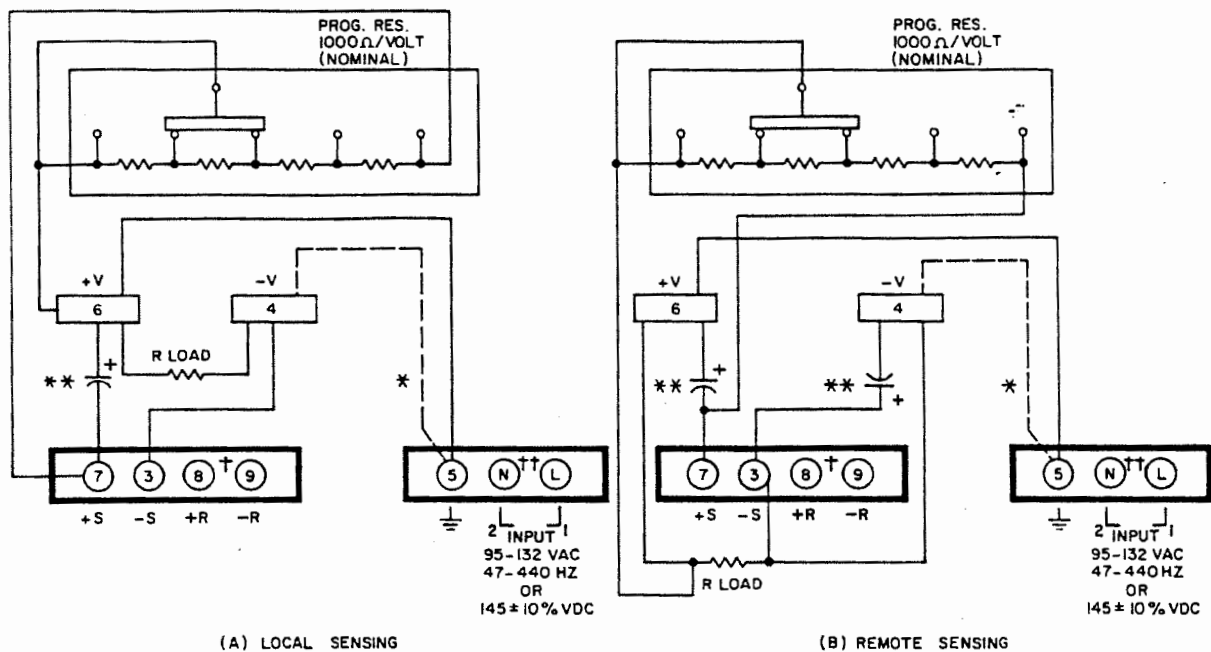 PROG. RES.
1000Ω/VOLT
(NOMINAL)
+V
6
-V
4
R LOAD
+
**
*
7
3
8
†
9
5
N
††
L
+S
-S
+R
-R
2
INPUT
1
95-132 VAC
47-440 HZ
OR
145±10% VDC
(A) LOCAL SENSING
PROG. RES.
1000Ω/VOLT
(NOMINAL)
+V
6
-V
4
**
+
**
+
*
7
3
8
†
9
5
N
††
L
+S
-S
+R
-R
R LOAD
2
INPUT
1
95-132 VAC
47-440 HZ
OR
145±10% VDC
(B) REMOTE SENSING